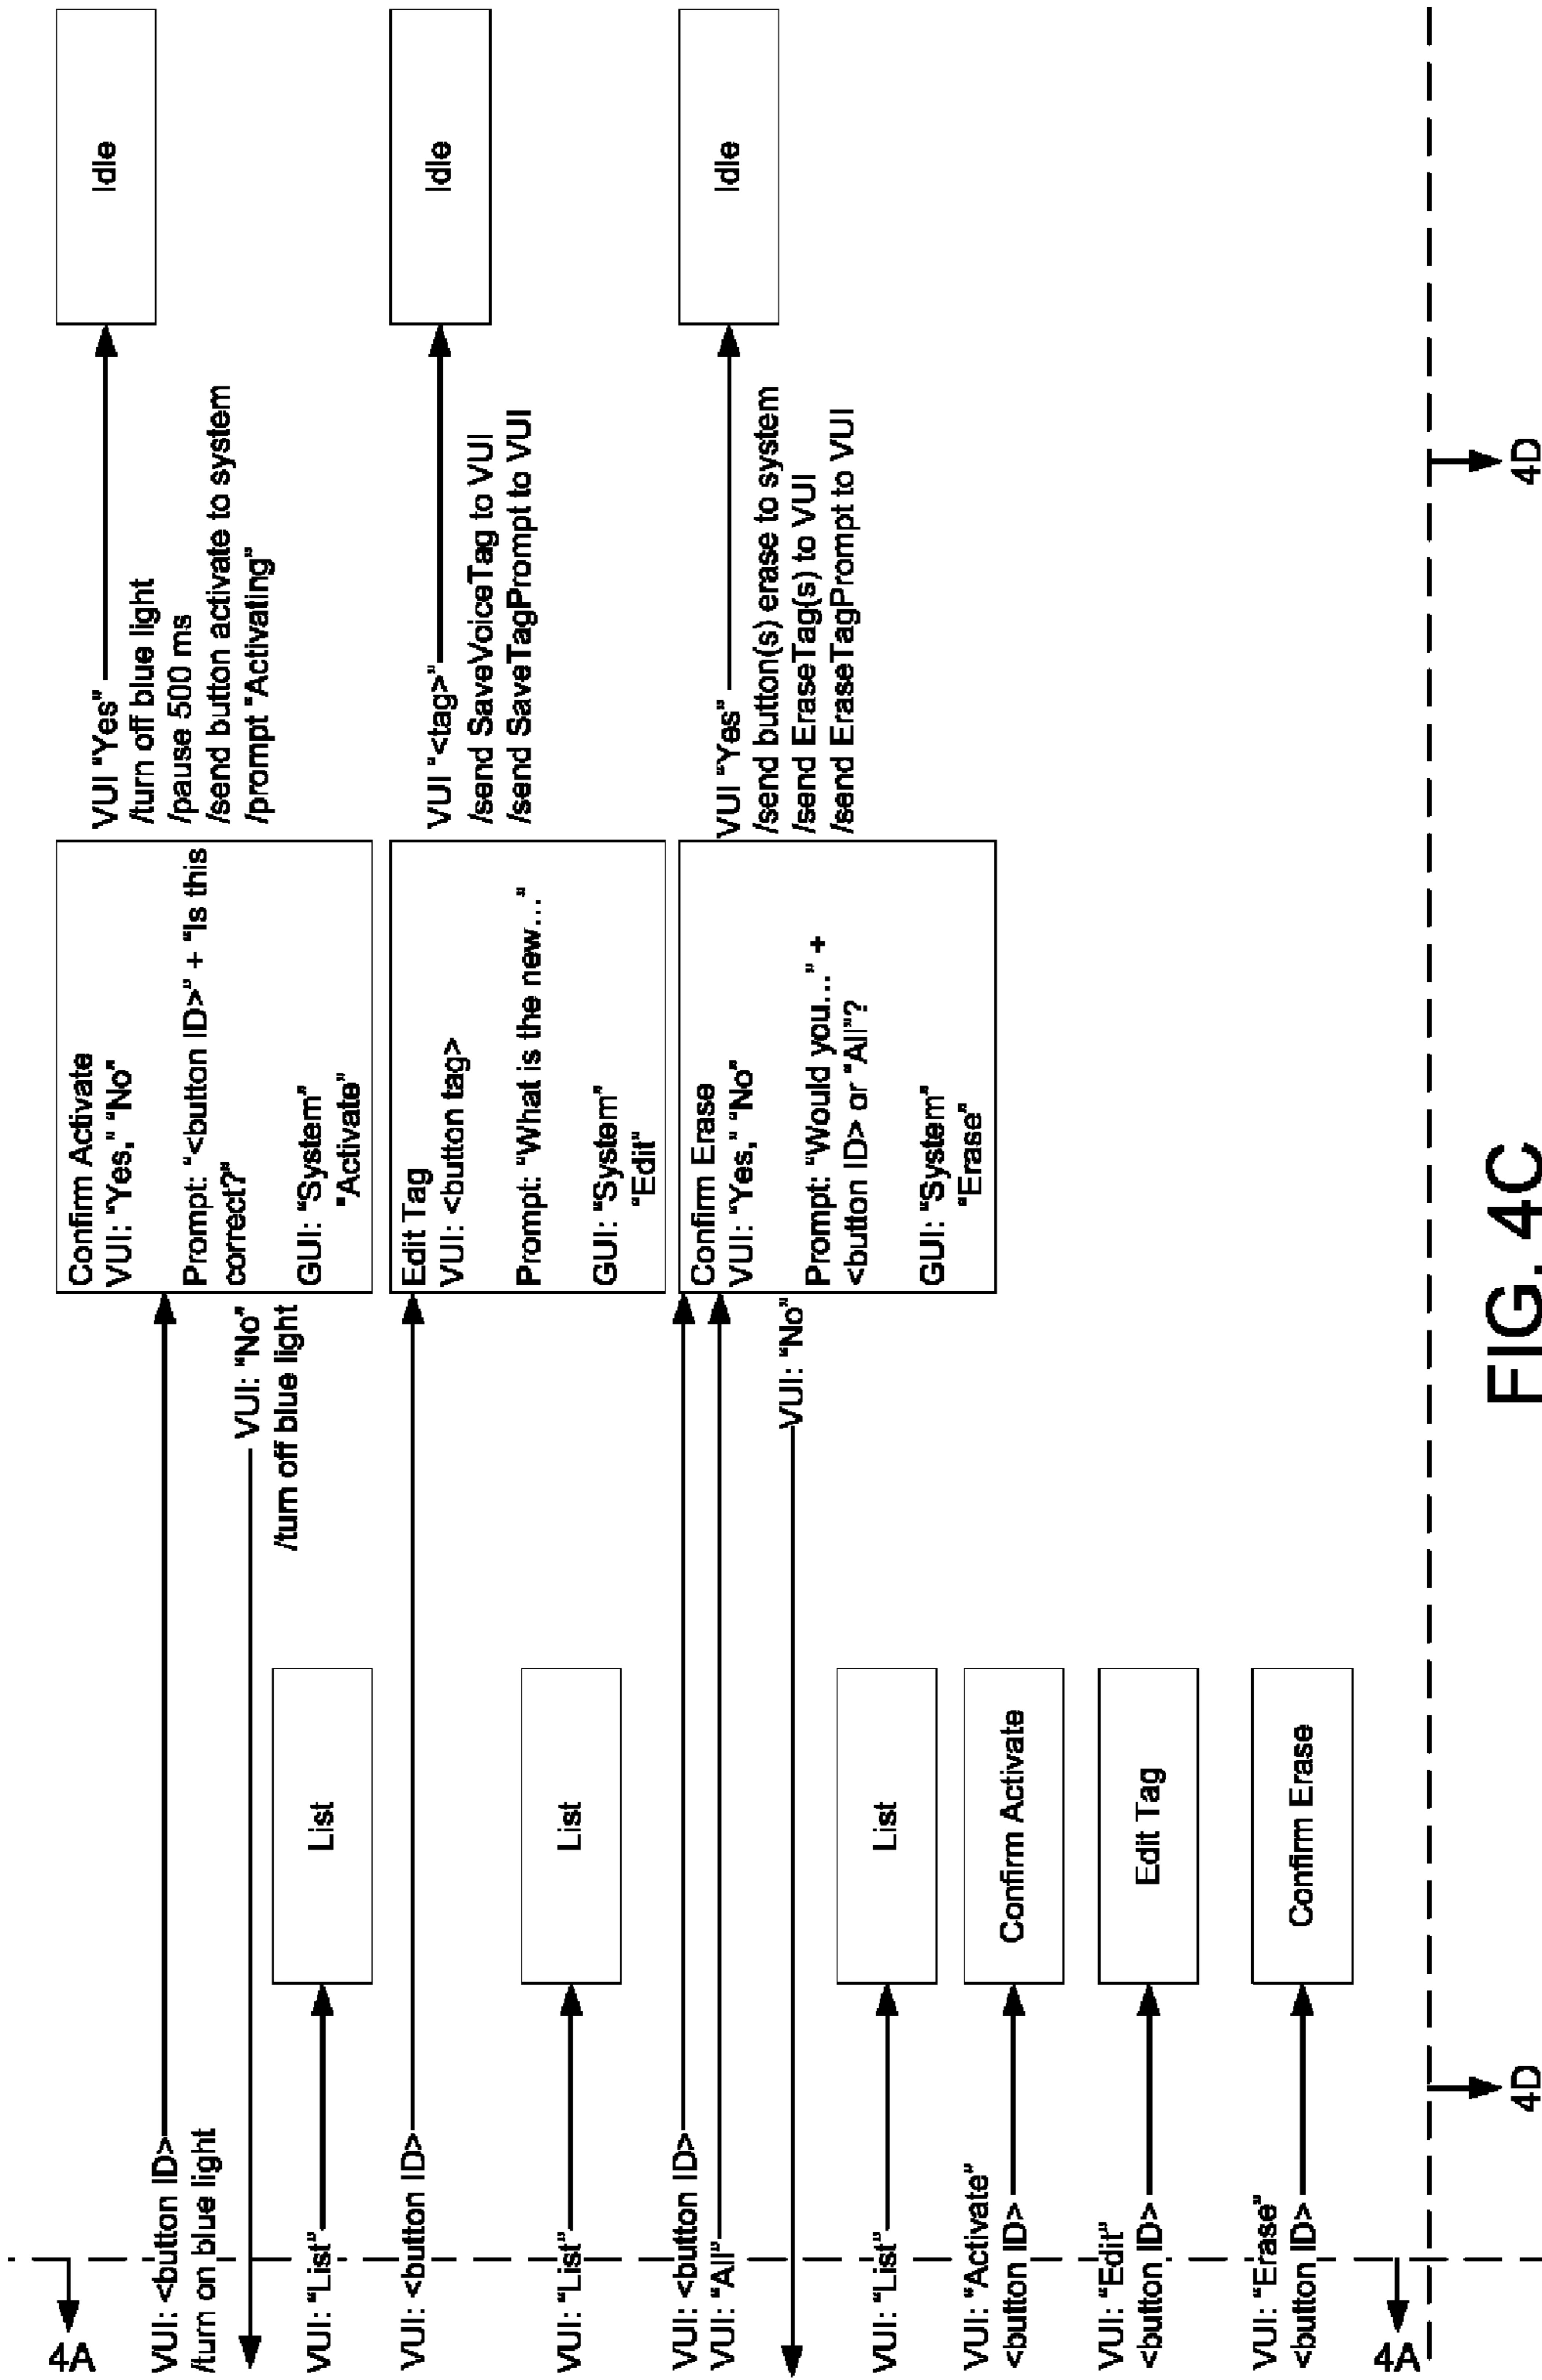 4A
VUI: <button ID>
/turn on blue light
VUI: "No"
/turn off blue light
Confirm Activate
VUI: "Yes," "No"
Prompt: "<button ID>" + "Is this
correct?"
GUI: "System"
"Activate"
VUI "Yes"
/turn off blue light
/pause 500 ms
/send button activate to system
/prompt "Activating"
Idle
VUI: "List"
List
VUI: <button ID>
Edit Tag
VUI: <button tag>
Prompt: "What is the new..."
GUI: "System"
"Edit"
VUI "<tag>"
/send SaveVoiceTag to VUI
/send SaveTagPrompt to VUI
Idle
VUI: "List"
List
VUI: <button ID>
VUI: "All"
VUI: "No"
Confirm Erase
VUI: "Yes," "No"
Prompt: "Would you..." +
<button ID> or "All"?
GUI: "System"
"Erase"
VUI "Yes"
/send button(s) erase to system
/send EraseTag(s) to VUI
/send EraseTagPrompt to VUI
Idle
VUI: "List"
List
VUI: "Activate"
<button ID>
Confirm Activate
VUI: "Edit"
<button ID>
Edit Tag
VUI: "Erase"
<button ID>
Confirm Erase
4A
4D
4D
FIG. 4C